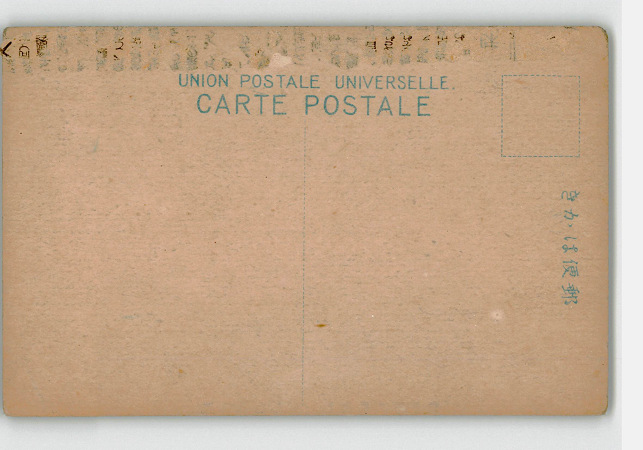 UNION POSTALE UNIVERSELLE.
CARTE POSTALE
郵便はかき